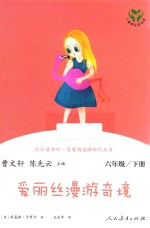 快乐读书吧·名著阅读课程化丛书
曹文轩 陈先云 主编
六年级/下册
爱丽丝漫游奇境
人民教育出版社